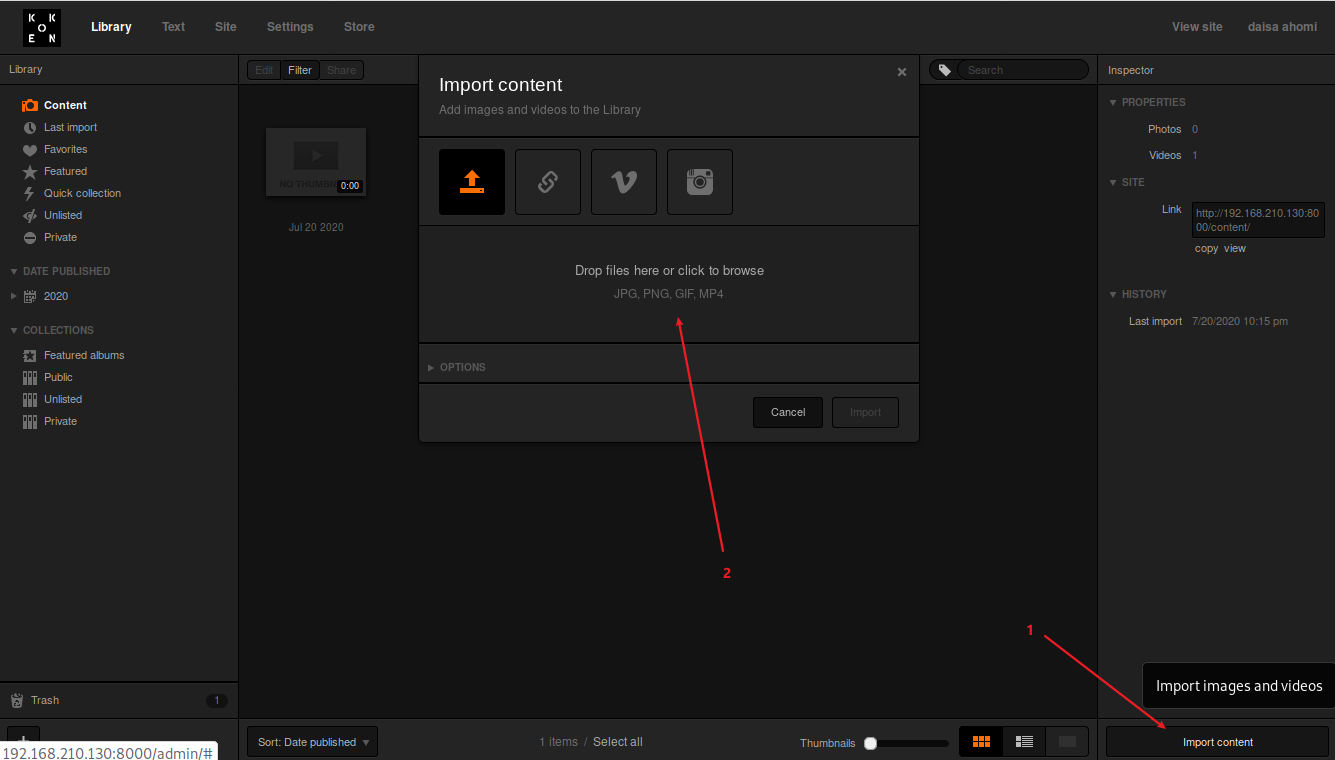 K K
O
E N
Library Text Site Settings Store
View site daisa ahomi
Library
Edit Filter Share
Search
Inspector
Content
Last import
Favorites
Featured
Quick collection
Unlisted
Private
DATE PUBLISHED
2020
COLLECTIONS
Featured albums
Public
Unlisted
Private
Trash 1
192.168.210.130:8000/admin/#
0:00
Jul 20 2020
Import content
Add images and videos to the Library
Drop files here or click to browse
JPG, PNG, GIF, MP4
OPTIONS
Cancel Import
2
1
PROPERTIES
Photos 0
Videos 1
SITE
Link http://192.168.210.130:80
00/content/
copy view
HISTORY
Last import 7/20/2020 10:15 pm
Import images and videos
Sort: Date published
1 items / Select all
Thumbnails
Import content